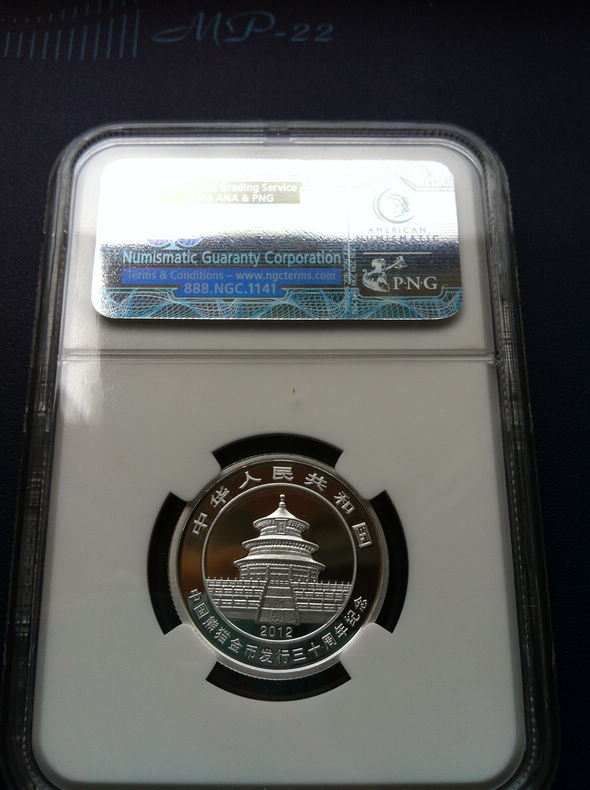 MP-22
Grading Service
ANA & PNG
Numismatic Guaranty Corporation
Terms & Conditions – www.ngcterms.com
888.NGC.1141
AMERICAN
NUMISMATIC
PNG
中华人民共和国
2012
中国熊猫金币发行三十周年纪念